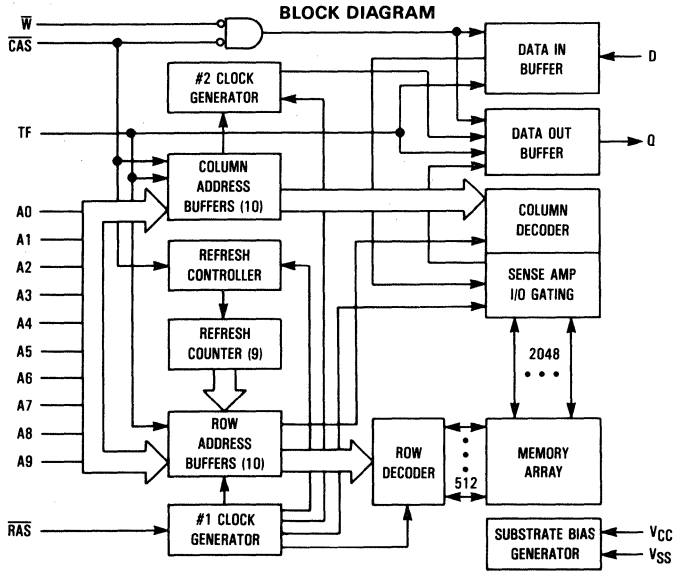 BLOCK DIAGRAM
W̅
C̅A̅S̅
TF
A0
A1
A2
A3
A4
A5
A6
A7
A8
A9
R̅A̅S̅
#2 CLOCK
GENERATOR
COLUMN
ADDRESS
BUFFERS (10)
REFRESH
CONTROLLER
REFRESH
COUNTER (9)
ROW
ADDRESS
BUFFERS (10)
#1 CLOCK
GENERATOR
DATA IN
BUFFER
D
DATA OUT
BUFFER
Q
COLUMN
DECODER
SENSE AMP
I/O GATING
2048
• • •
ROW
DECODER
512
MEMORY
ARRAY
SUBSTRATE BIAS
GENERATOR
VCC
VSS